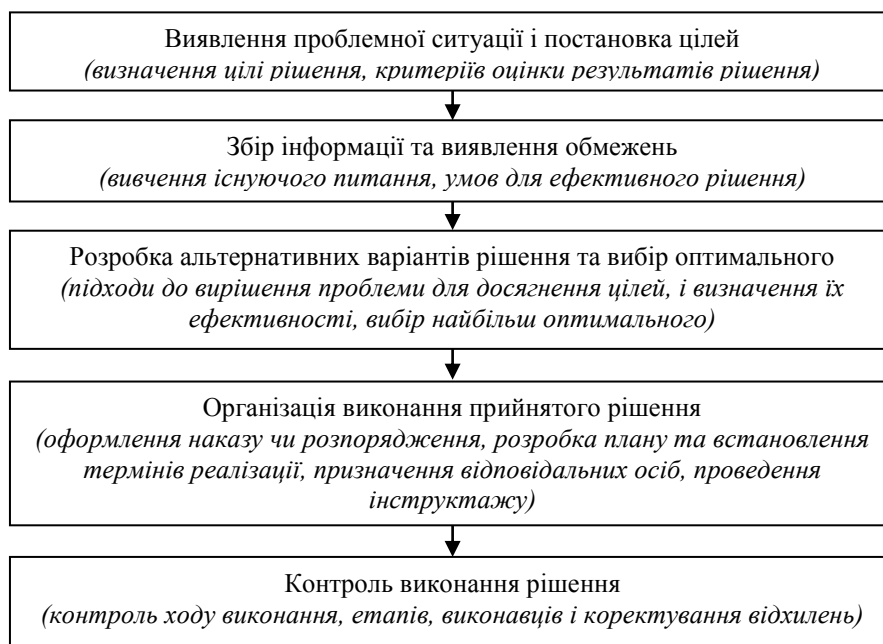 Виявлення проблемної ситуації і постановка цілей
(визначення цілі рішення, критеріїв оцінки результатів рішення)
Збір інформації та виявлення обмежень
(вивчення існуючого питання, умов для ефективного рішення)
Розробка альтернативних варіантів рішення та вибір оптимального
(підходи до вирішення проблеми для досягнення цілей, і визначення їх
ефективності, вибір найбільш оптимального)
Організація виконання прийнятого рішення
(оформлення наказу чи розпорядження, розробка плану та встановлення
термінів реалізації, призначення відповідальних осіб, проведення
інструктажу)
Контроль виконання рішення
(контроль ходу виконання, етапів, виконавців і коректування відхилень)